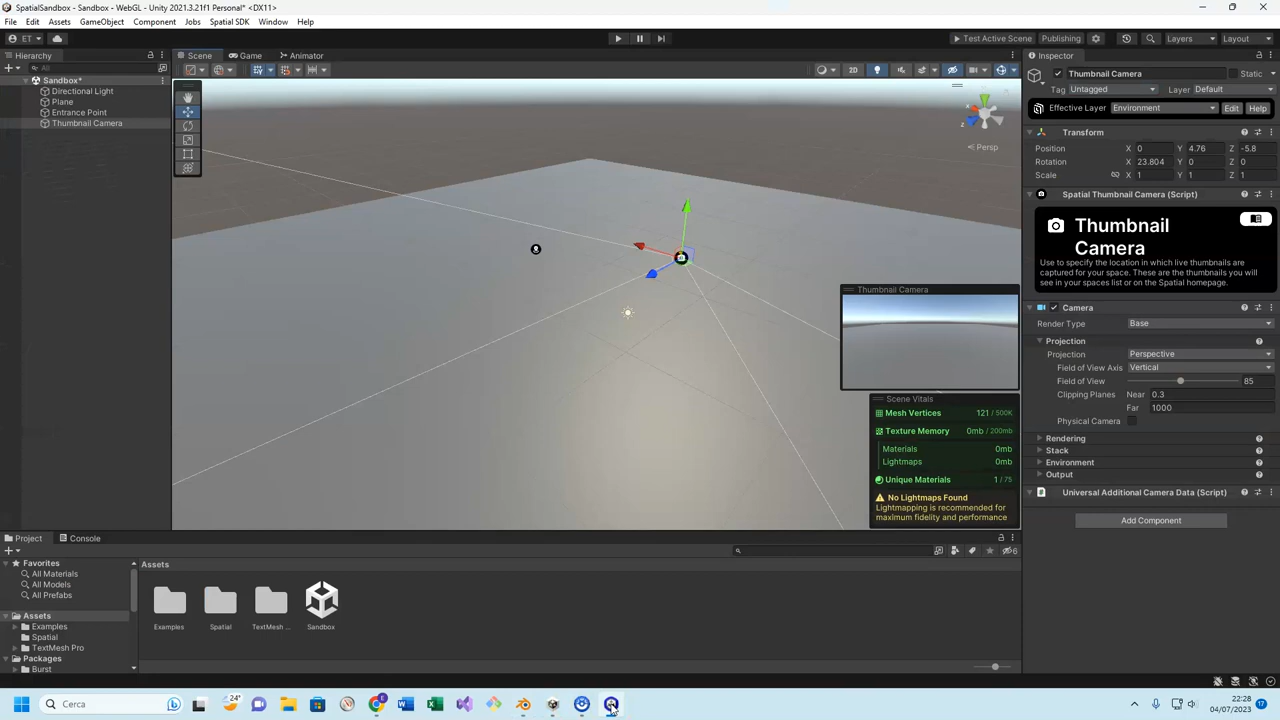 SpatialSandbox - Sandbox - WebGL - Unity 2021.3.21f1 Personal* <DX11>
File Edit Assets GameObject Component Jobs Spatial SDK Window Help
ET Test Active Scene Publishing Layers Layout
Hierarchy Scene Game Animator Inspector
All
2D
Sandbox*
Directional Light
Plane
Entrance Point
Thumbnail Camera
Persp
Thumbnail Camera
Scene Vitals
Mesh Vertices 121 / 500K
Texture Memory 0mb / 200mb
Materials 0mb
Lightmaps 0mb
Unique Materials 1 / 75
No Lightmaps Found
Lightmapping is recommended for
maximum fidelity and performance
Thumbnail Camera Static
Tag Untagged Layer Default
Effective Layer Environment Edit Help
Transform
Position X 0 Y 4.76 Z -5.8
Rotation X 23.804 Y 0 Z 0
Scale X 1 Y 1 Z 1
Spatial Thumbnail Camera (Script)
Thumbnail
Camera
Use to specify the location in which live thumbnails are
captured for your space. These are the thumbnails you will
see in your spaces list or on the Spatial homepage.
Camera
Render Type Base
Projection
Projection Perspective
Field of View Axis Vertical
Field of View 85
Clipping Planes Near 0.3
Far 1000
Physical Camera
Rendering
Stack
Environment
Output
Universal Additional Camera Data (Script)
Add Component
Project Console
6
Favorites
All Materials
All Models
All Prefabs
Assets
Examples
Spatial
TextMesh Pro
Packages
Burst
Assets
Examples Spatial TextMesh ... Sandbox
Cerca
24°
22:28
04/07/2023
17